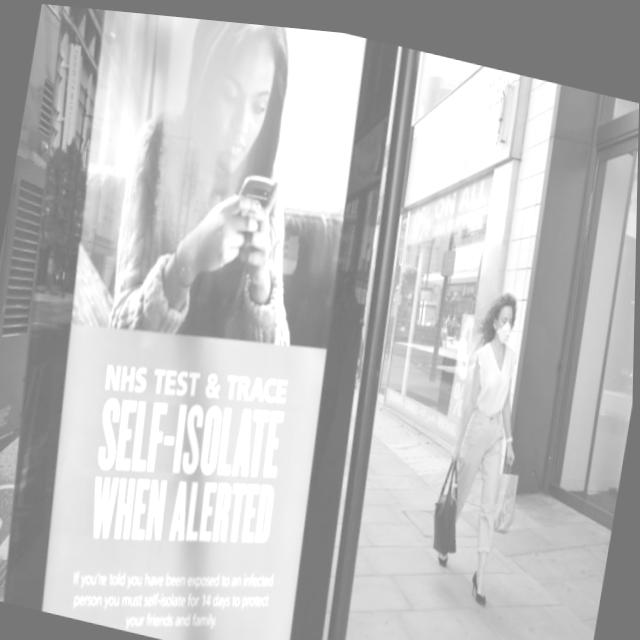 NHS TEST & TRACE
SELF-ISOLATE
WHEN ALERTED
If you're told you have been exposed to an infected
person you must self-isolate for 14 days to protect
your friends and family.